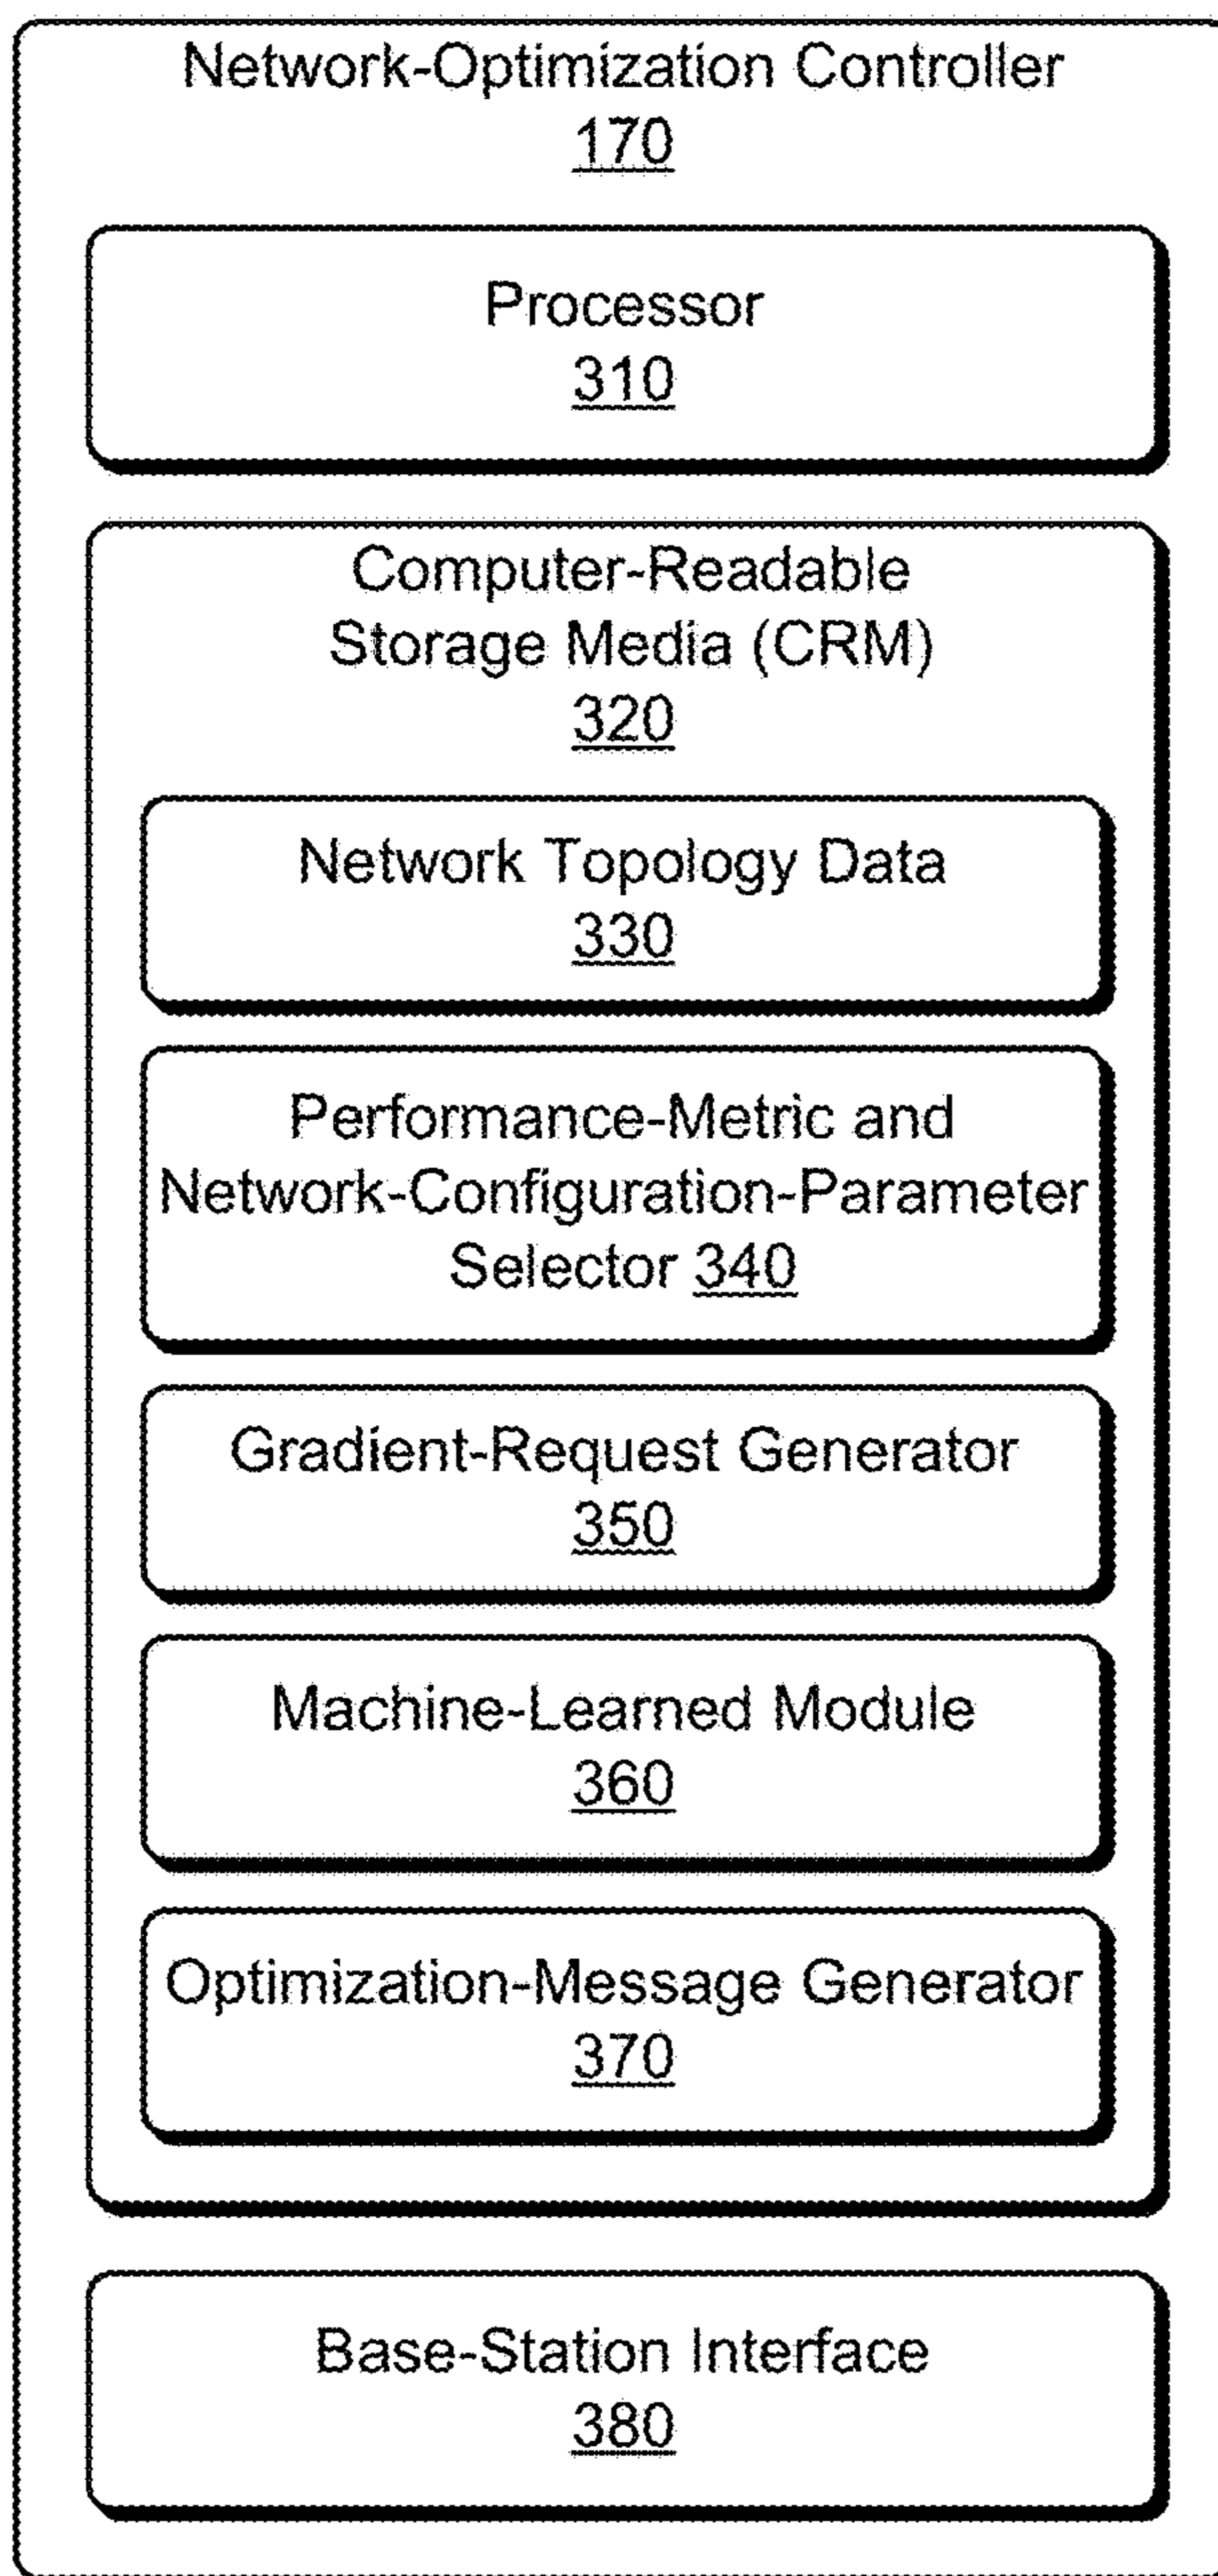 Network-Optimization Controller
170
Processor
310
Computer-Readable
Storage Media (CRM)
320
Network Topology Data
330
Performance-Metric and
Network-Configuration-Parameter
Selector 340
Gradient-Request Generator
350
Machine-Learned Module
360
Optimization-Message Generator
370
Base-Station Interface
380